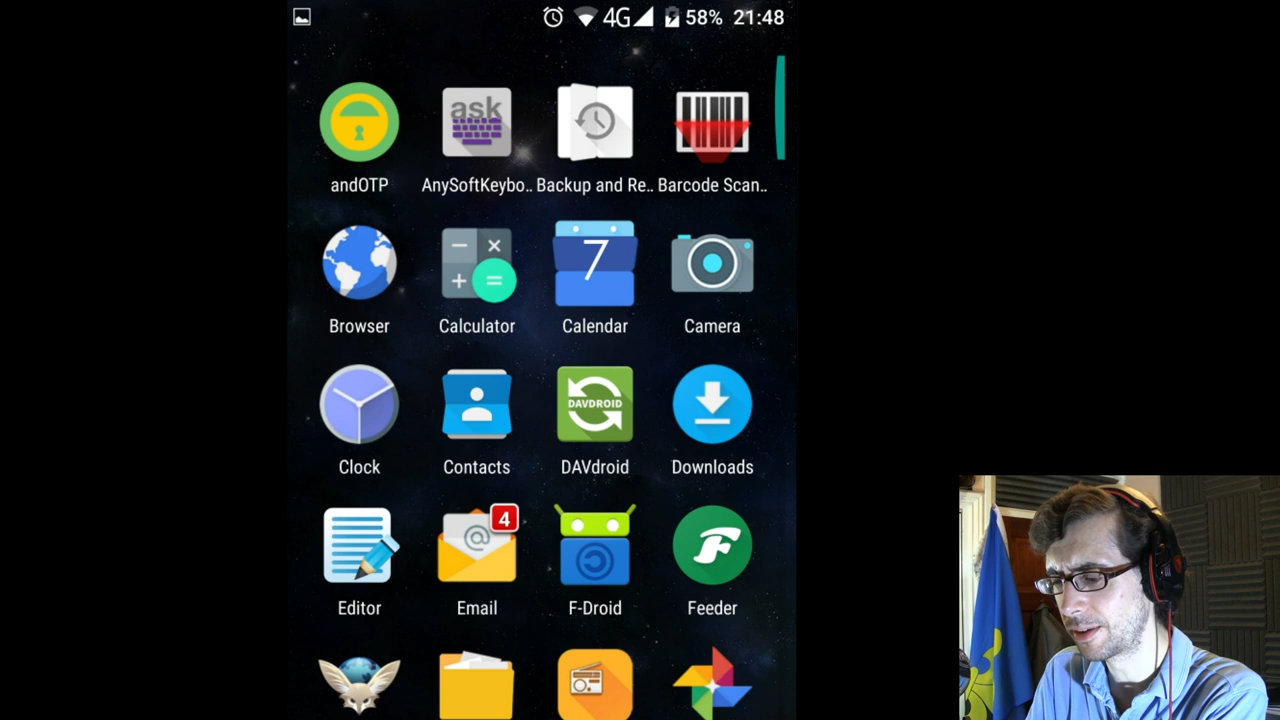 4G 58% 21:48
ask
andOTP AnySoftKeybo.. Backup and Re.. Barcode Scan..
7
Browser Calculator Calendar Camera
DAVDROID
Clock Contacts DAVdroid Downloads
4
@
Editor Email F-Droid Feeder